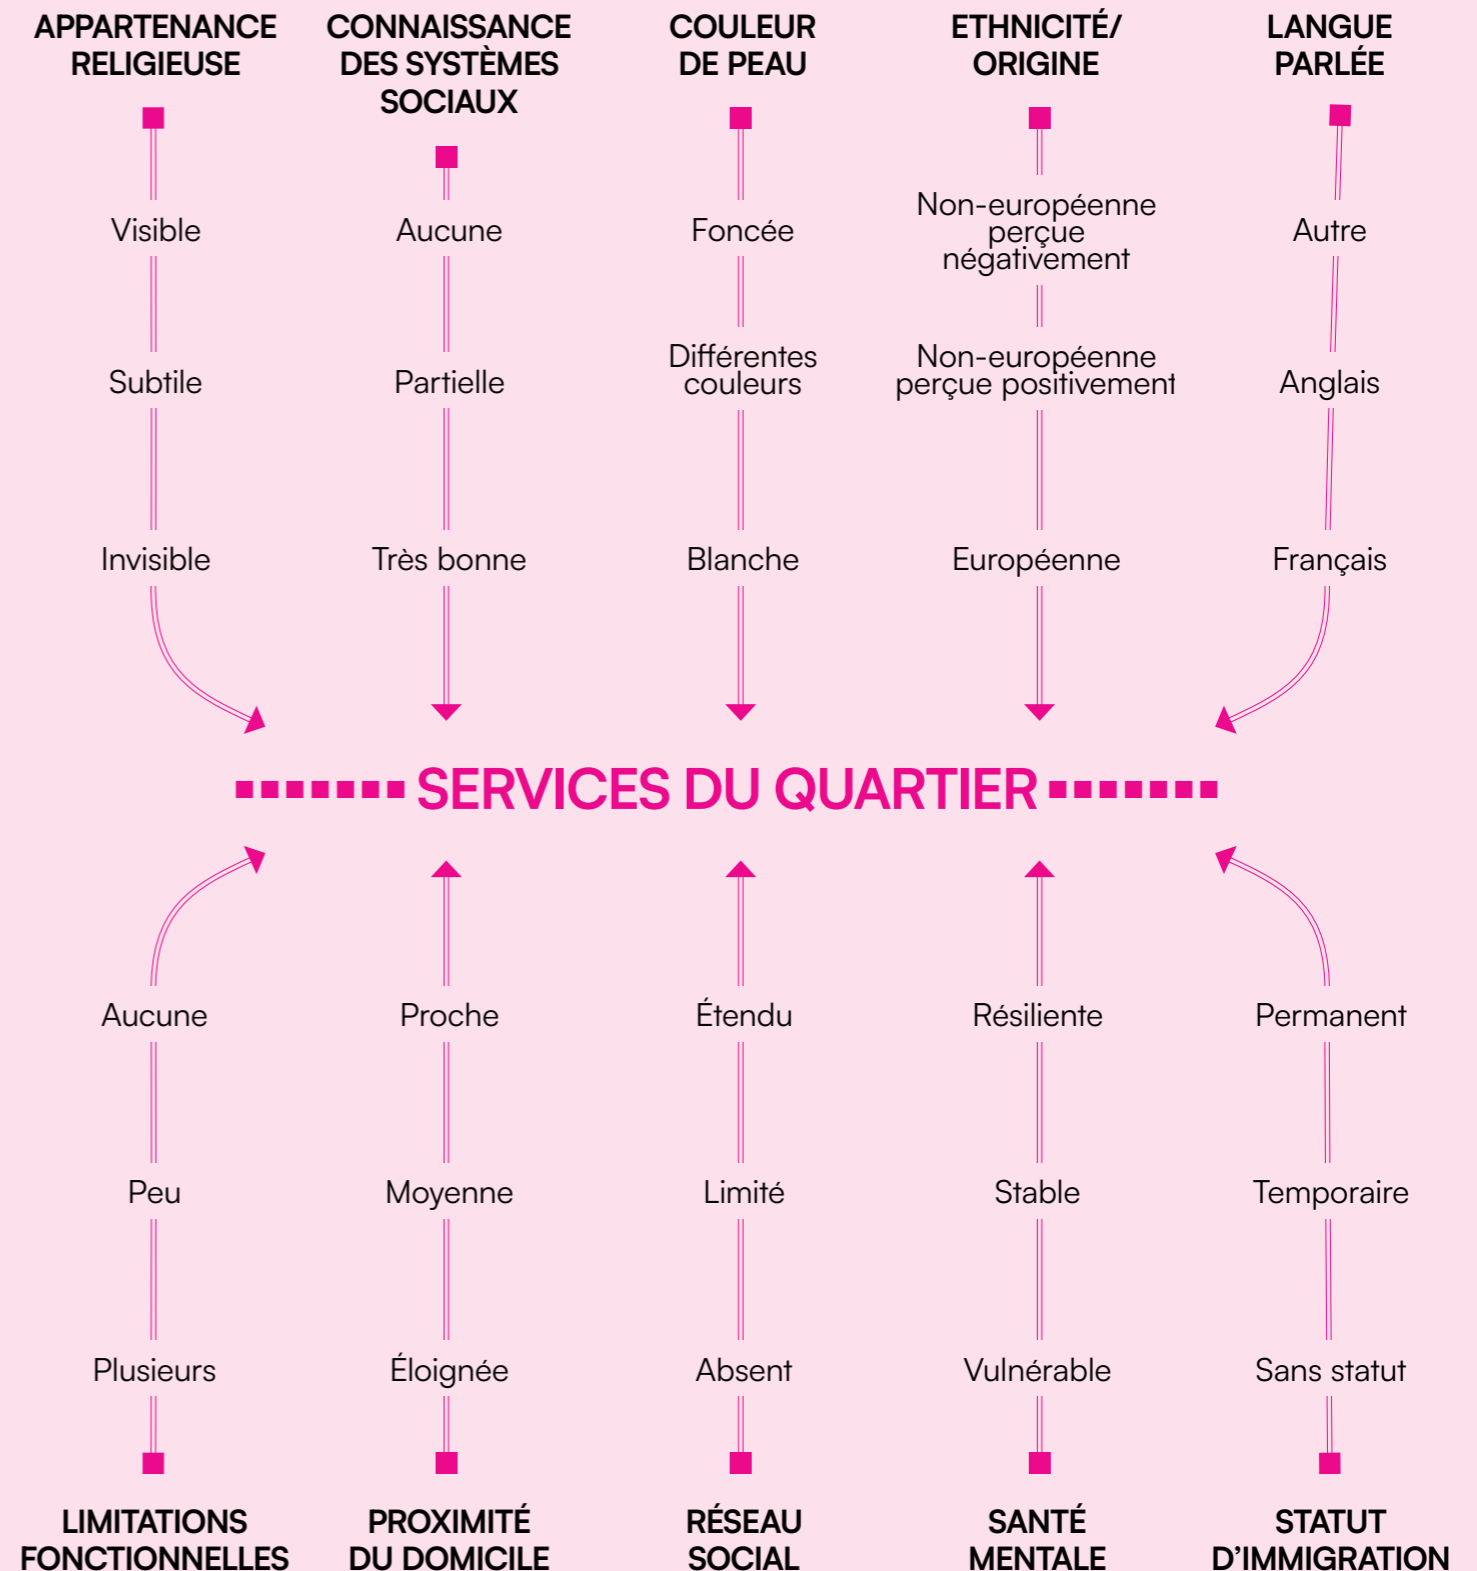 APPARTENANCE
RELIGIEUSE
CONNAISSANCE
DES SYSTÈMES
SOCIAUX
COULEUR
DE PEAU
ETHNICITÉ/
ORIGINE
LANGUE
PARLÉE
Visible
Aucune
Foncée
Non-européenne
perçue
négativement
Autre
Subtile
Partielle
Différentes
couleurs
Non-européenne
perçue positivement
Anglais
Invisible
Très bonne
Blanche
Européenne
Français
SERVICES DU QUARTIER
Aucune
Proche
Étendu
Résiliente
Permanent
Peu
Moyenne
Limité
Stable
Temporaire
Plusieurs
Éloignée
Absent
Vulnérable
Sans statut
LIMITATIONS
FONCTIONNELLES
PROXIMITÉ
DU DOMICILE
RÉSEAU
SOCIAL
SANTÉ
MENTALE
STATUT
D'IMMIGRATION